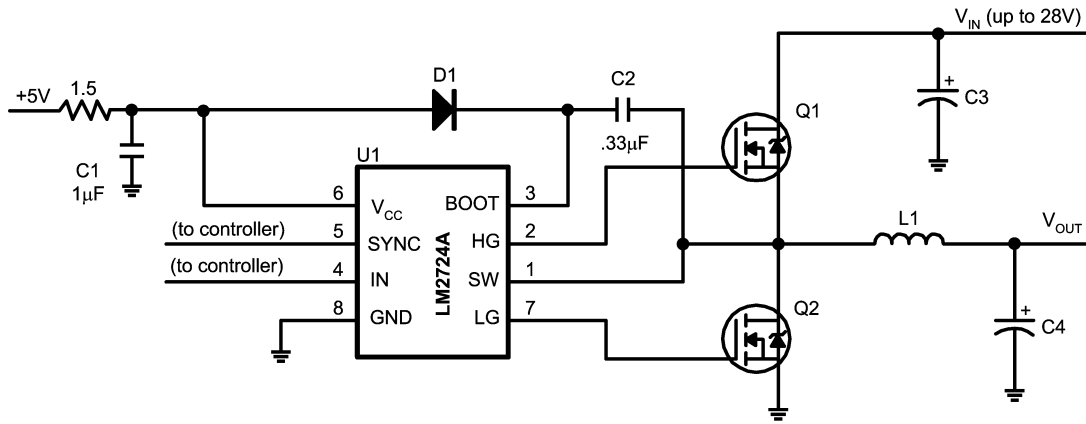 V_IN (up to 28V)
+5V
1.5
D1
C2
+
C3
Q1
.33µF
C1
1µF
U1
6
V_CC
BOOT
3
(to controller)
5
SYNC
HG
2
(to controller)
4
IN
SW
1
8
GND
LG
7
LM2724A
L1
V_OUT
Q2
+
C4